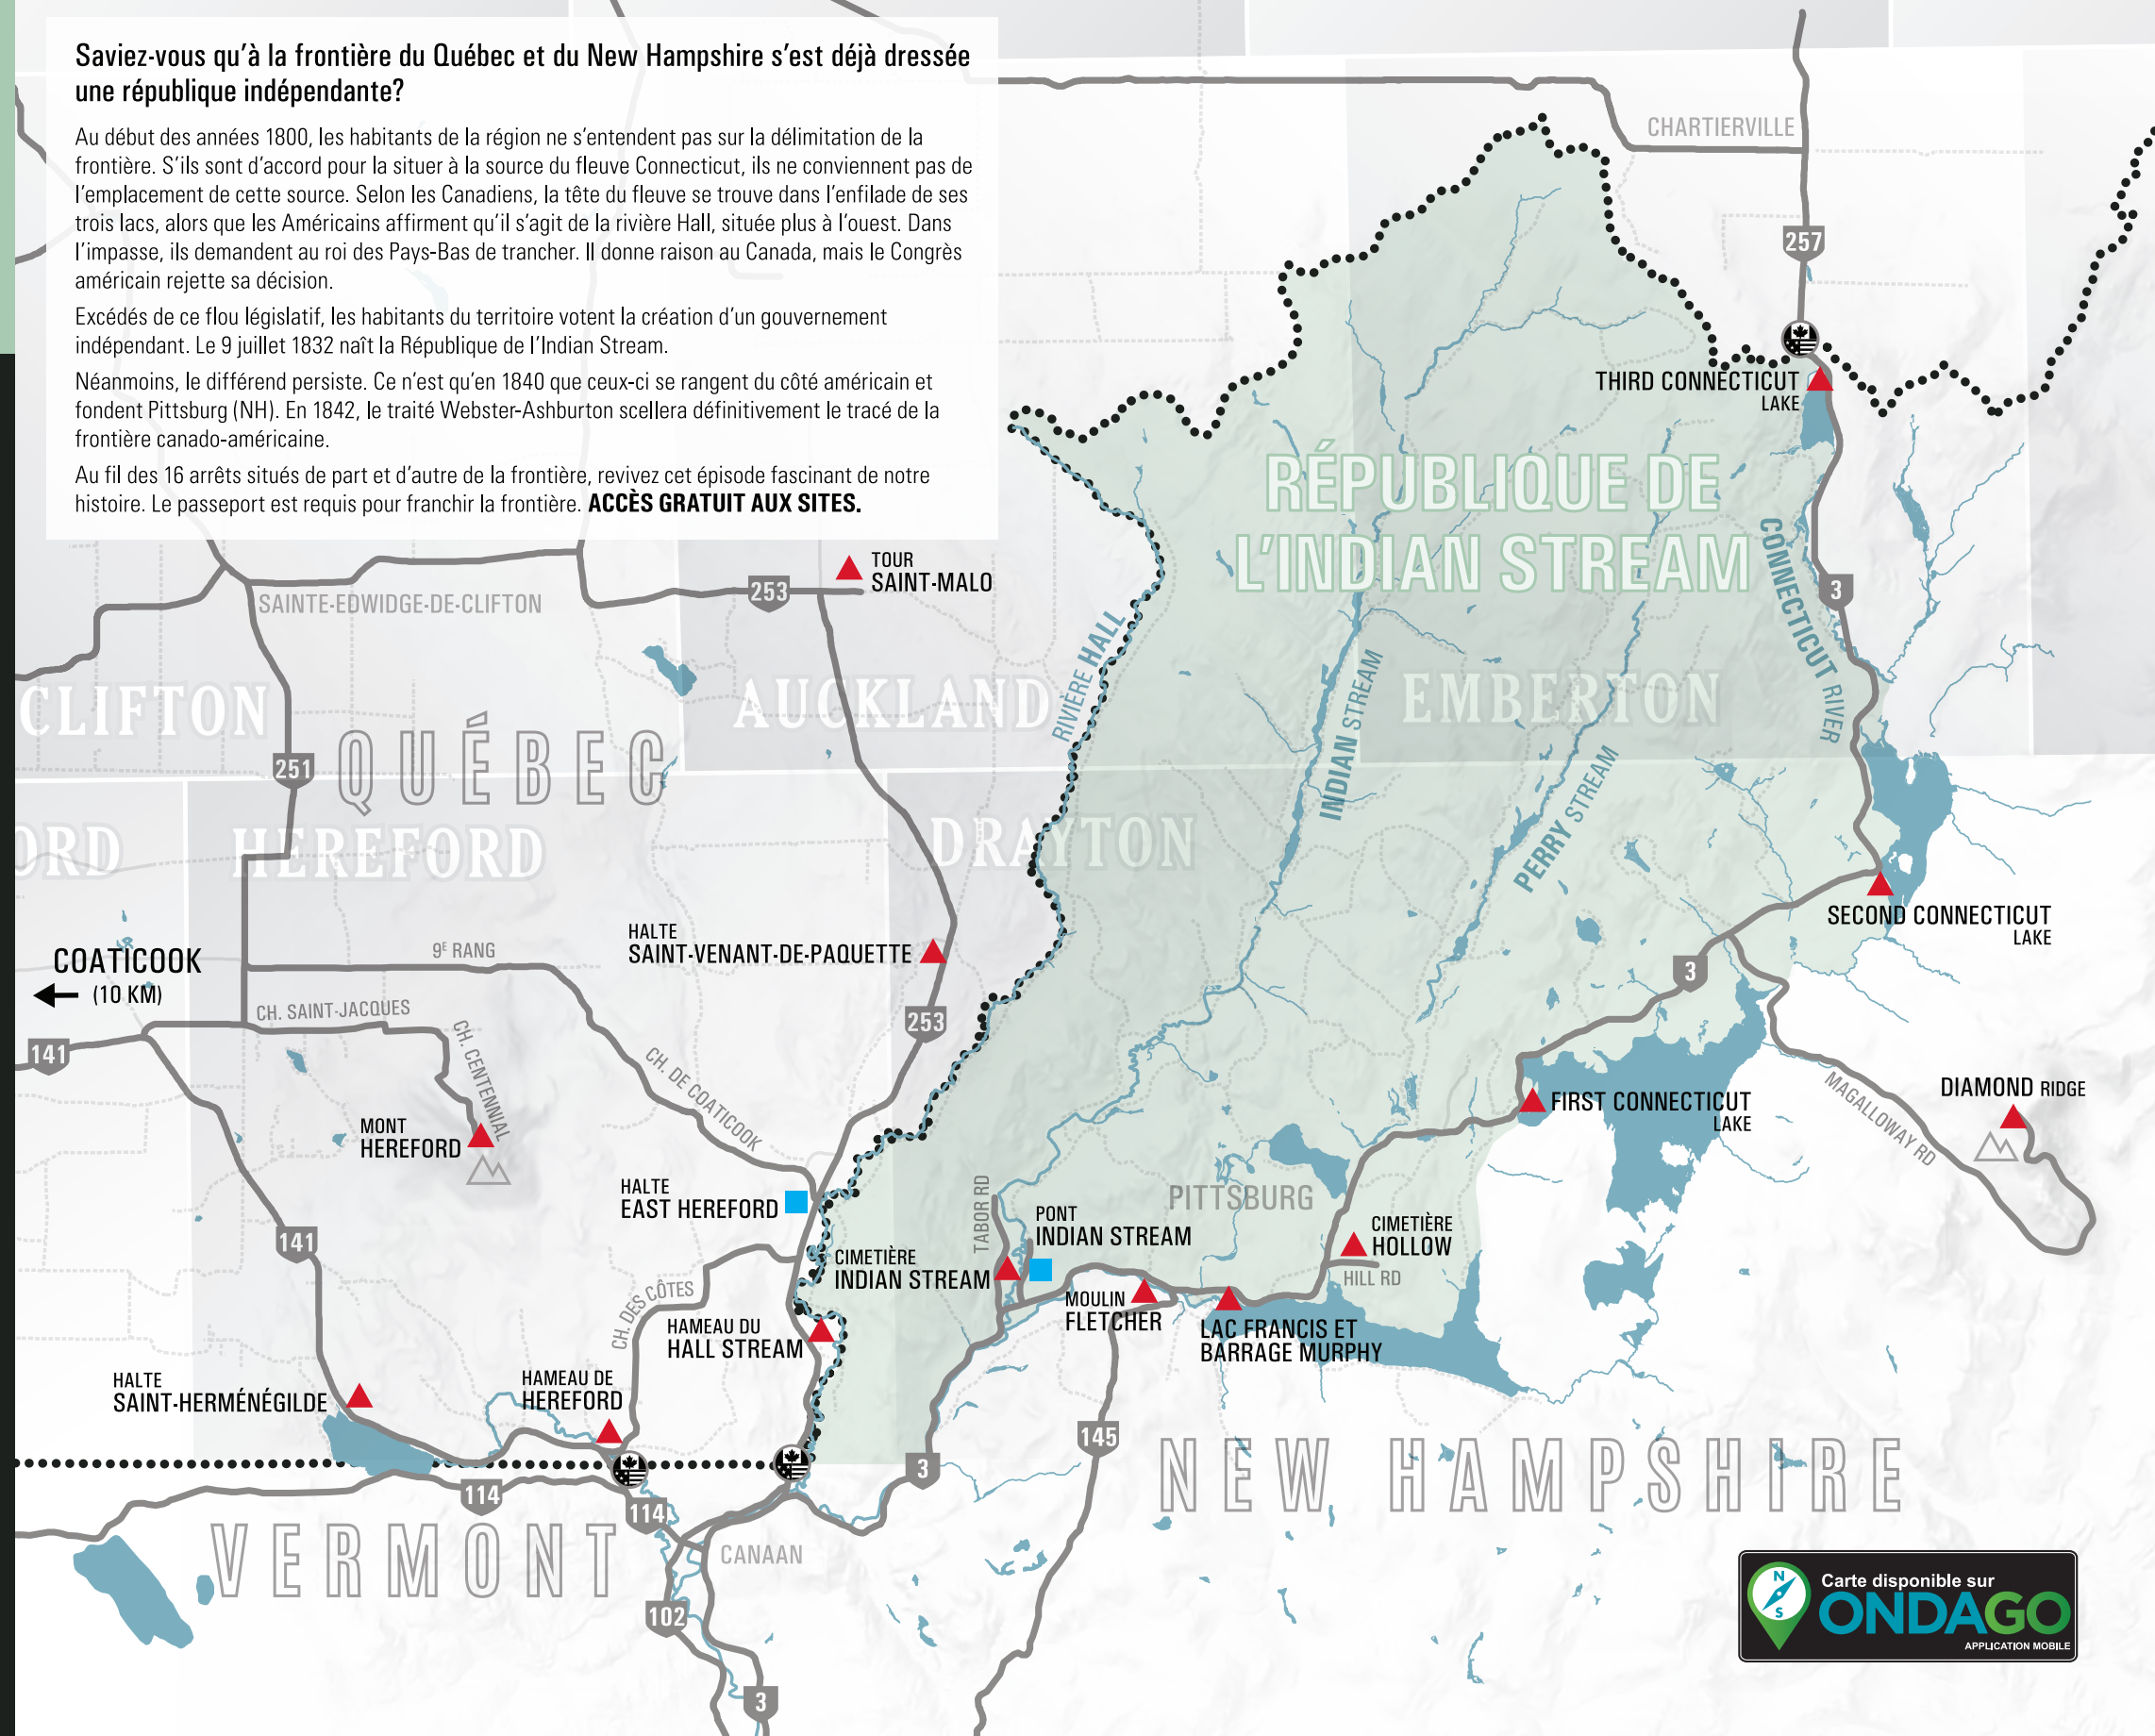 Saviez-vous qu'à la frontière du Québec et du New Hampshire s'est déjà dressée
une république indépendante?
Au début des années 1800, les habitants de la région ne s'entendent pas sur la délimitation de la
frontière. S'ils sont d'accord pour la situer à la source du fleuve Connecticut, ils ne conviennent pas de
l'emplacement de cette source. Selon les Canadiens, la tête du fleuve se trouve dans l'enfilade de ses
trois lacs, alors que les Américains affirment qu'il s'agit de la rivière Hall, située plus à l'ouest. Dans
l'impasse, ils demandent au roi des Pays-Bas de trancher. Il donne raison au Canada, mais le Congrès
américain rejette sa décision.
Excédés de ce flou législatif, les habitants du territoire votent la création d'un gouvernement
indépendant. Le 9 juillet 1832 naît la République de l'Indian Stream.
Néanmoins, le différend persiste. Ce n'est qu'en 1840 que ceux-ci se rangent du côté américain et
fondent Pittsburg (NH). En 1842, le traité Webster-Ashburton scellera définitivement le tracé de la
frontière canado-américaine.
Au fil des 16 arrêts situés de part et d'autre de la frontière, revivez cet épisode fascinant de notre
histoire. Le passeport est requis pour franchir la frontière. ACCÈS GRATUIT AUX SITES.
CHARTIERVILLE
257
THIRD CONNECTICUT
LAKE
RÉPUBLIQUE DE
L'INDIAN STREAM
CONNECTICUT RIVER
3
TOUR
SAINT-MALO
253
SAINTE-EDWIDGE-DE-CLIFTON
RIVIÈRE HALL
INDIAN STREAM
PERRY STREAM
CLIFTON
AUCKLAND
EMBERTON
QUÉBEC
251
ORD
HEREFORD
DRAYTON
SECOND CONNECTICUT
LAKE
HALTE
SAINT-VENANT-DE-PAQUETTE
9E RANG
COATICOOK
(10 KM)
3
CH. SAINT-JACQUES
CH. CENTENNAL
253
141
CH. DE COATICOOK
FIRST CONNECTICUT
LAKE
MAGALLOWAY RD
DIAMOND RIDGE
MONT
HEREFORD
HALTE
EAST HEREFORD
TABOR RD
PITTSBURG
PONT
INDIAN STREAM
CIMETIÈRE
HOLLOW
141
CIMETIÈRE
INDIAN STREAM
HILL RD
CH. DES CÔTES
MOULIN
FLETCHER
HAMEAU DU
HALL STREAM
LAC FRANCIS ET
BARRAGE MURPHY
HALTE
SAINT-HERMÉNÉGILDE
HAMEAU DE
HEREFORD
145
NEW HAMPSHIRE
3
114
114
VERMONT
CANAAN
102
3
N
S
Carte disponible sur
ONDAGO
APPLICATION MOBILE